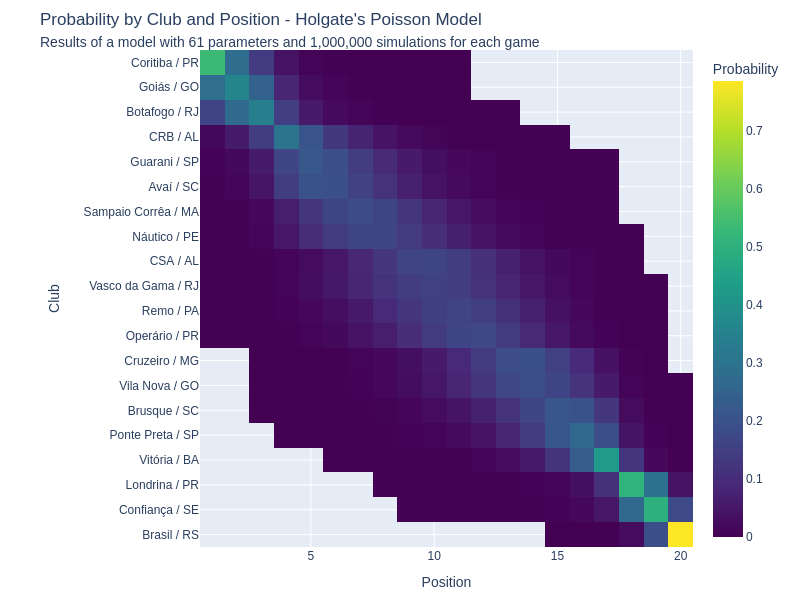 Probability by Club and Position - Holgate's Poisson Model
Results of a model with 61 parameters and 1,000,000 simulations for each game
Probability
Club
Coritiba / PR
Goiás / GO
Botafogo / RJ
CRB / AL
Guarani / SP
Avaí / SC
Sampaio Corrêa / MA
Náutico / PE
CSA / AL
Vasco da Gama / RJ
Remo / PA
Operário / PR
Cruzeiro / MG
Vila Nova / GO
Brusque / SC
Ponte Preta / SP
Vitória / BA
Londrina / PR
Confiança / SE
Brasil / RS
0.7
0.6
0.5
0.4
0.3
0.2
0.1
0
5 10 15 20
Position